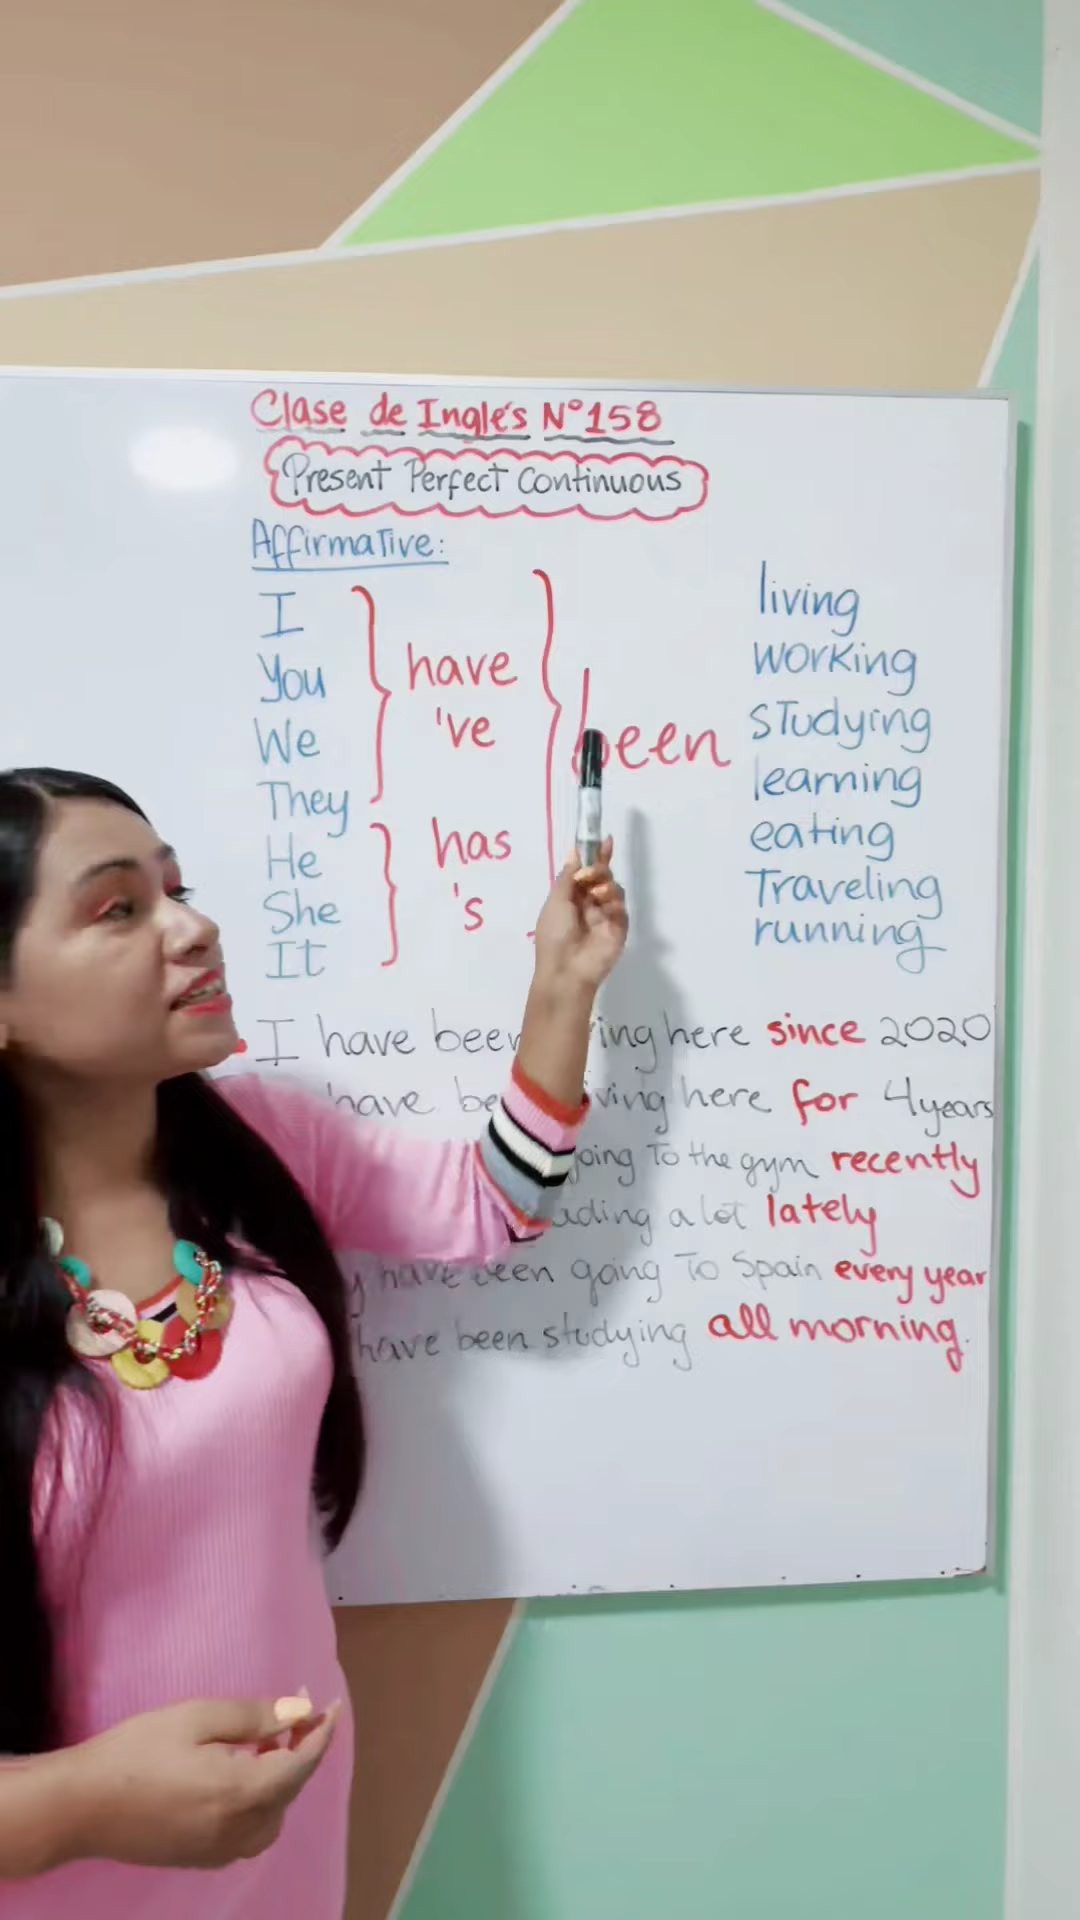 Clase de Inglés N°158
Present Perfect Continuous
Affirmative:
I
You
We
They
have
've
He
She
It
has
's
been
living
working
studying
learning
eating
Traveling
running
I have been here since 2020
have living here for 4 years
going to the gym recently
a lot lately
have been going to Spain every year
have been studying all morning.